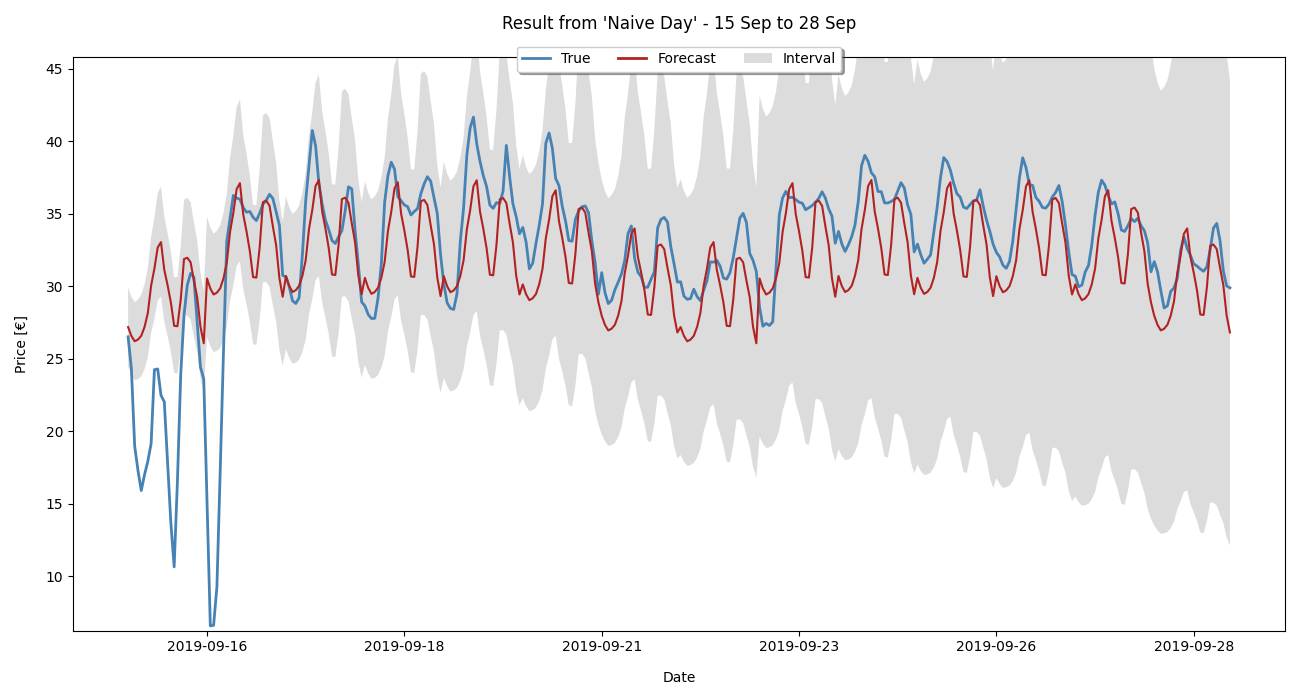 Result from 'Naive Day' - 15 Sep to 28 Sep
True Forecast Interval
45
40
35
30
25
20
15
10
Price [€]
2019-09-16 2019-09-18 2019-09-21 2019-09-23 2019-09-26 2019-09-28
Date